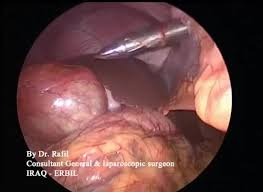 By Dr. Rafil
Consultant General & laparoscopic surgeon
IRAQ - ERBIL